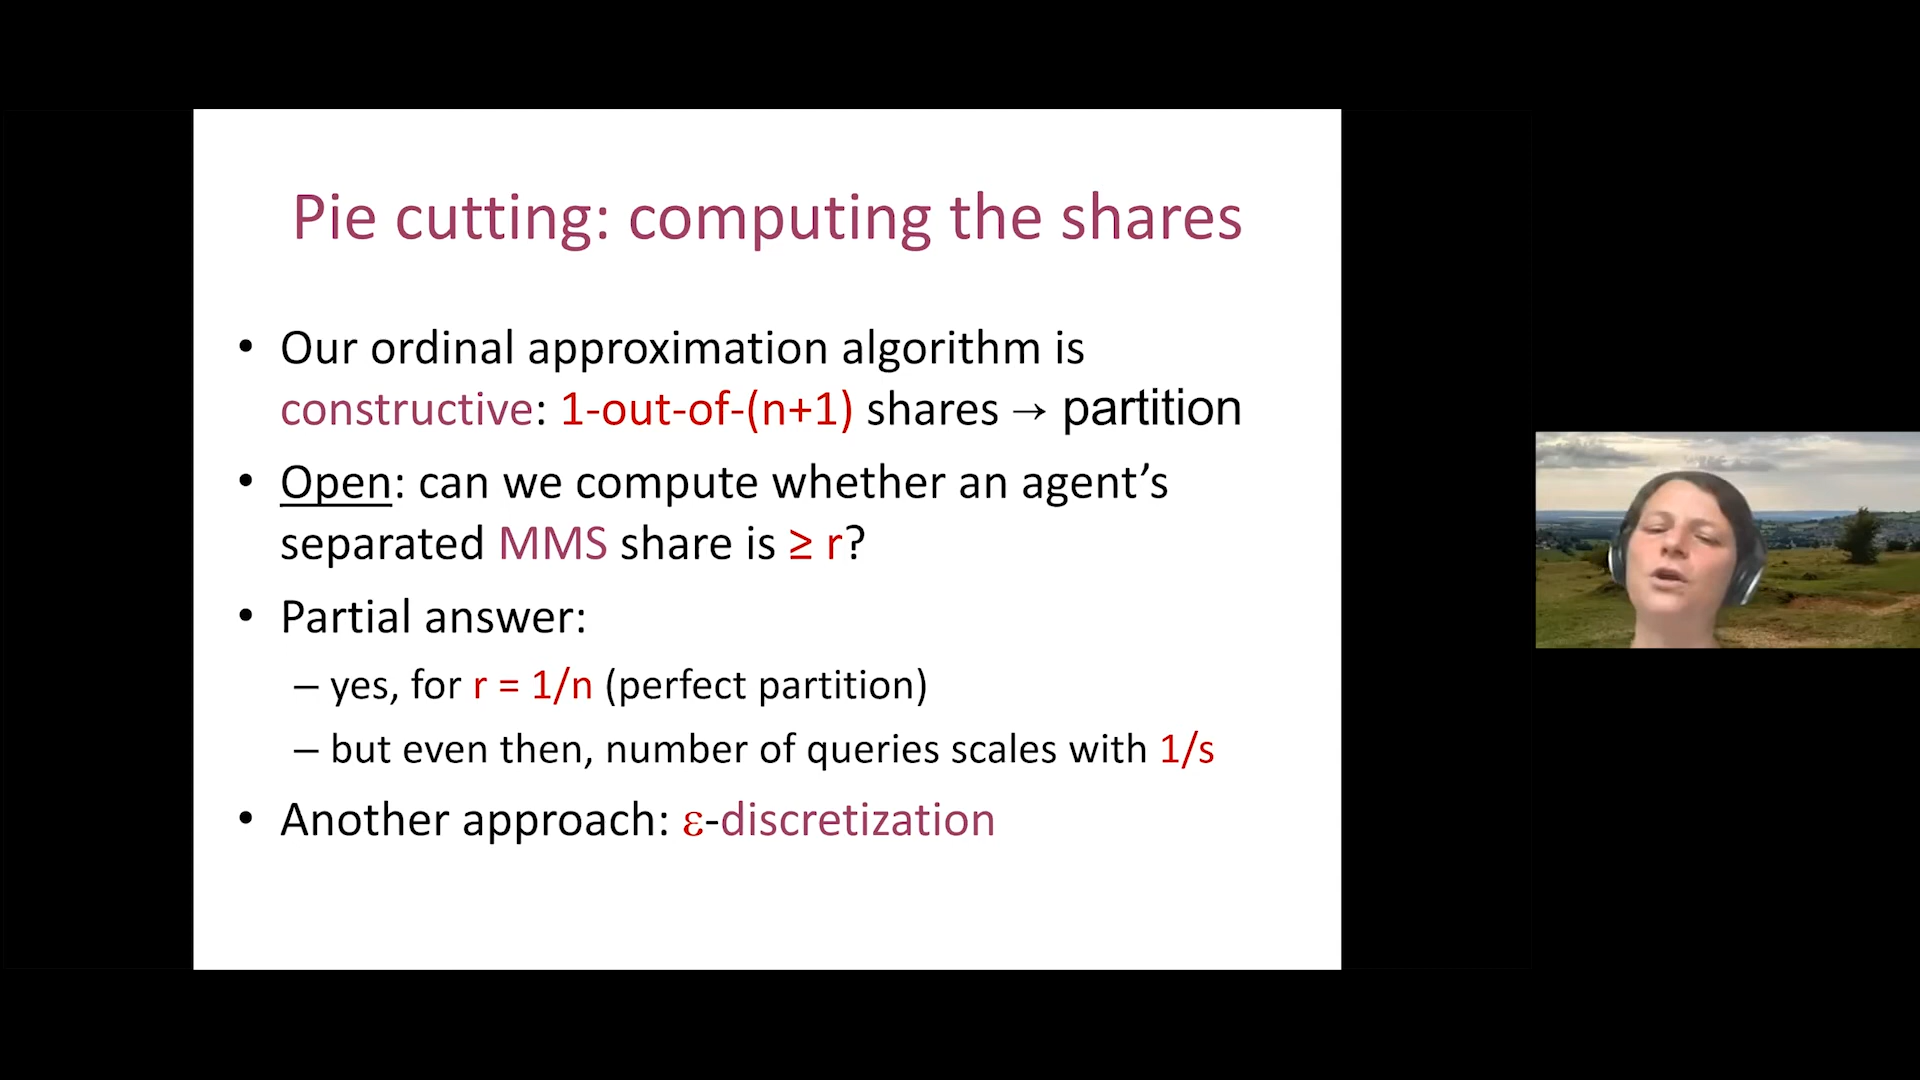 Pie cutting: computing the shares
• Our ordinal approximation algorithm is
constructive: 1-out-of-(n+1) shares → partition
• Open: can we compute whether an agent’s
separated MMS share is ≥ r?
• Partial answer:
– yes, for r = 1/n (perfect partition)
– but even then, number of queries scales with 1/s
• Another approach: ε-discretization